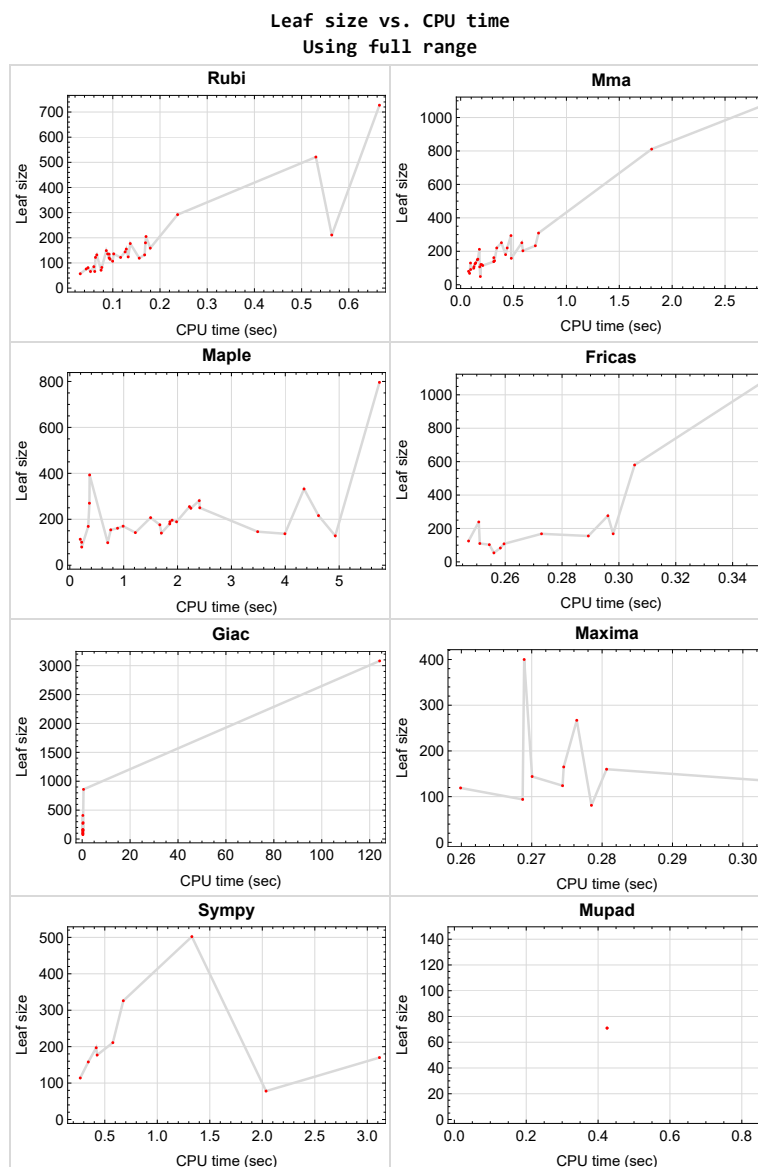 Leaf size vs. CPU time
Using full range
Rubi
Leaf size
700
600
500
400
300
200
100
0
0.1 0.2 0.3 0.4 0.5 0.6
CPU time (sec)
Mma
Leaf size
1000
800
600
400
200
0
0.0 0.5 1.0 1.5 2.0 2.5
CPU time (sec)
Maple
Leaf size
800
600
400
200
0
0 1 2 3 4 5
CPU time (sec)
Fricas
Leaf size
1000
800
600
400
200
0
0.26 0.28 0.30 0.32 0.34
CPU time (sec)
Giac
Leaf size
3000
2500
2000
1500
1000
500
0
0 20 40 60 80 100 120
CPU time (sec)
Maxima
Leaf size
400
300
200
100
0
0.26 0.27 0.28 0.29 0.30
CPU time (sec)
Sympy
Leaf size
500
400
300
200
100
0
0.5 1.0 1.5 2.0 2.5 3.0
CPU time (sec)
Mupad
Leaf size
140
120
100
80
60
40
20
0
0.0 0.2 0.4 0.6 0.8
CPU time (sec)